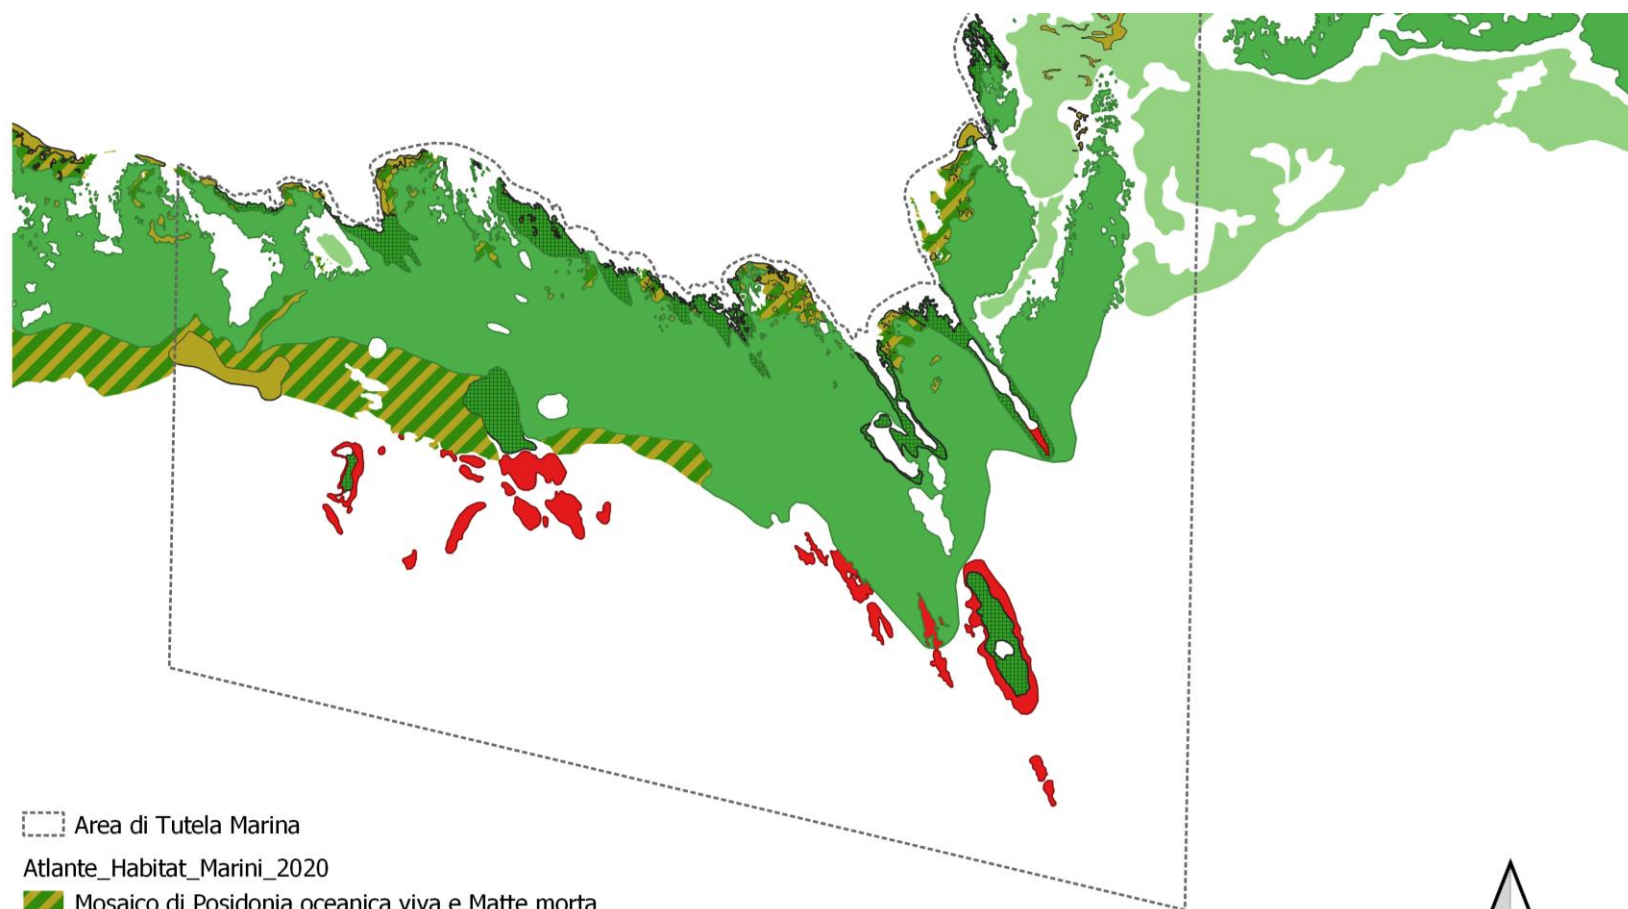 Area di Tutela Marina
Atlante_Habitat_Marini_2020
Mosaico di Posidonia oceanica viva e Matte morta